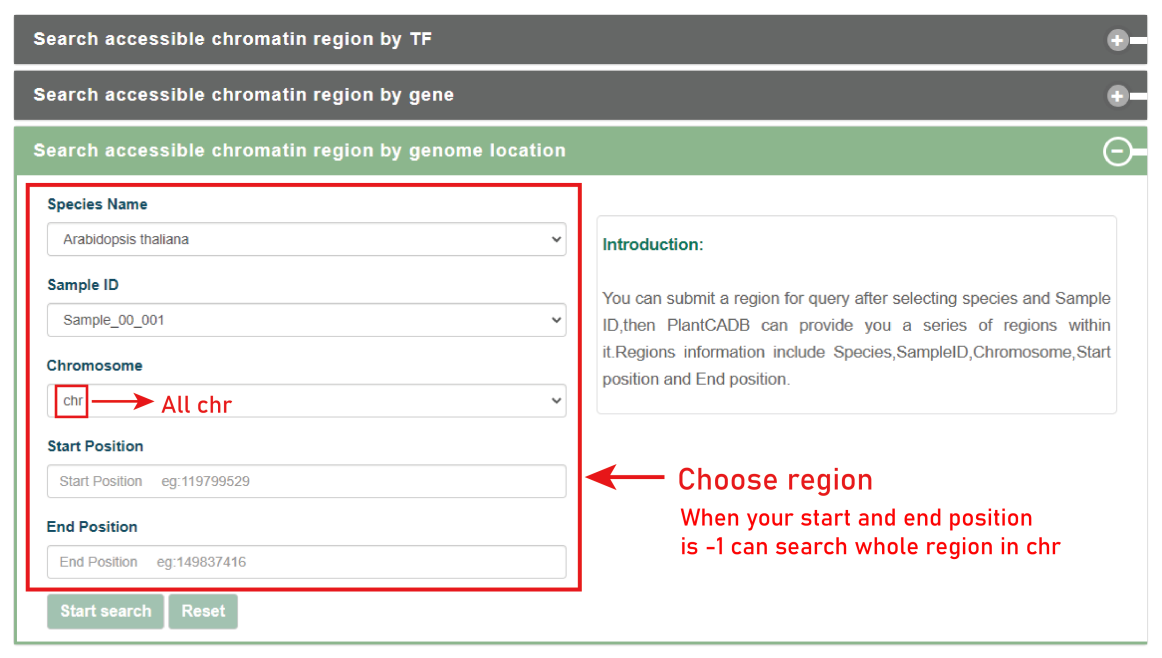 Search accessible chromatin region by TF
Search accessible chromatin region by gene
Search accessible chromatin region by genome location
Species Name
Arabidopsis thaliana
Sample ID
Sample_00_001
Chromosome
chr
All chr
Start Position
Start Position eg:119799529
End Position
End Position eg:149837416
Start search
Reset
Introduction:
You can submit a region for query after selecting species and Sample
ID,then PlantCADB can provide you a series of regions within
it.Regions information include Species,SampleID,Chromosome,Start
position and End position.
Choose region
When your start and end position
is -1 can search whole region in chr